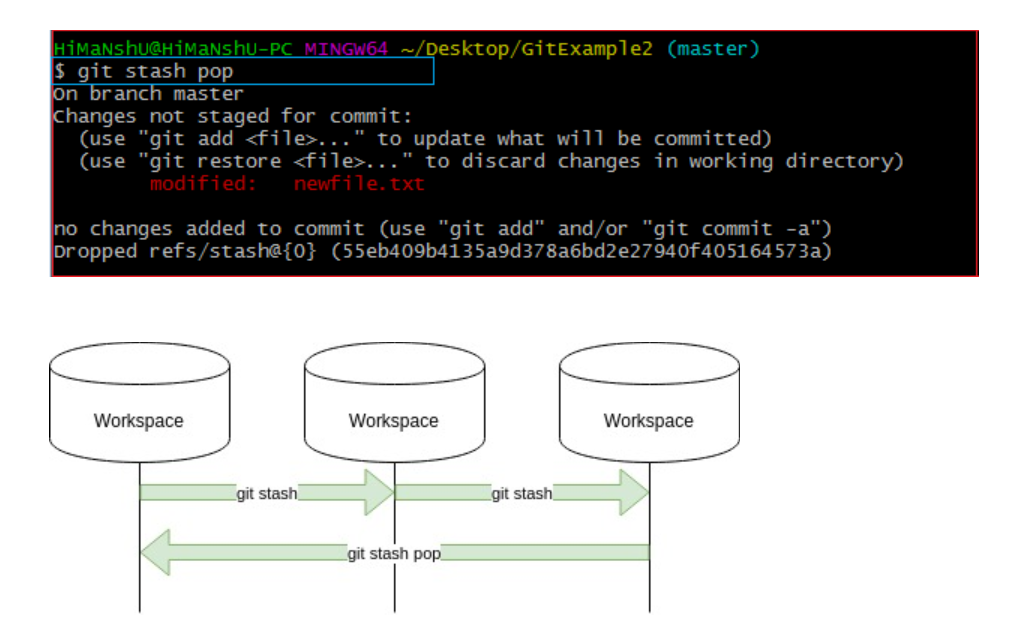 HiMaNshU@HiMaNshU-PC MINGW64 ~/Desktop/GitExample2 (master)
$ git stash pop
On branch master
Changes not staged for commit:
  (use "git add <file>..." to update what will be committed)
  (use "git restore <file>..." to discard changes in working directory)
        modified:   newfile.txt

no changes added to commit (use "git add" and/or "git commit -a")
Dropped refs/stash@{0} (55eb409b4135a9d378a6bd2e27940f405164573a)
Workspace Workspace Workspace
git stash git stash
git stash pop